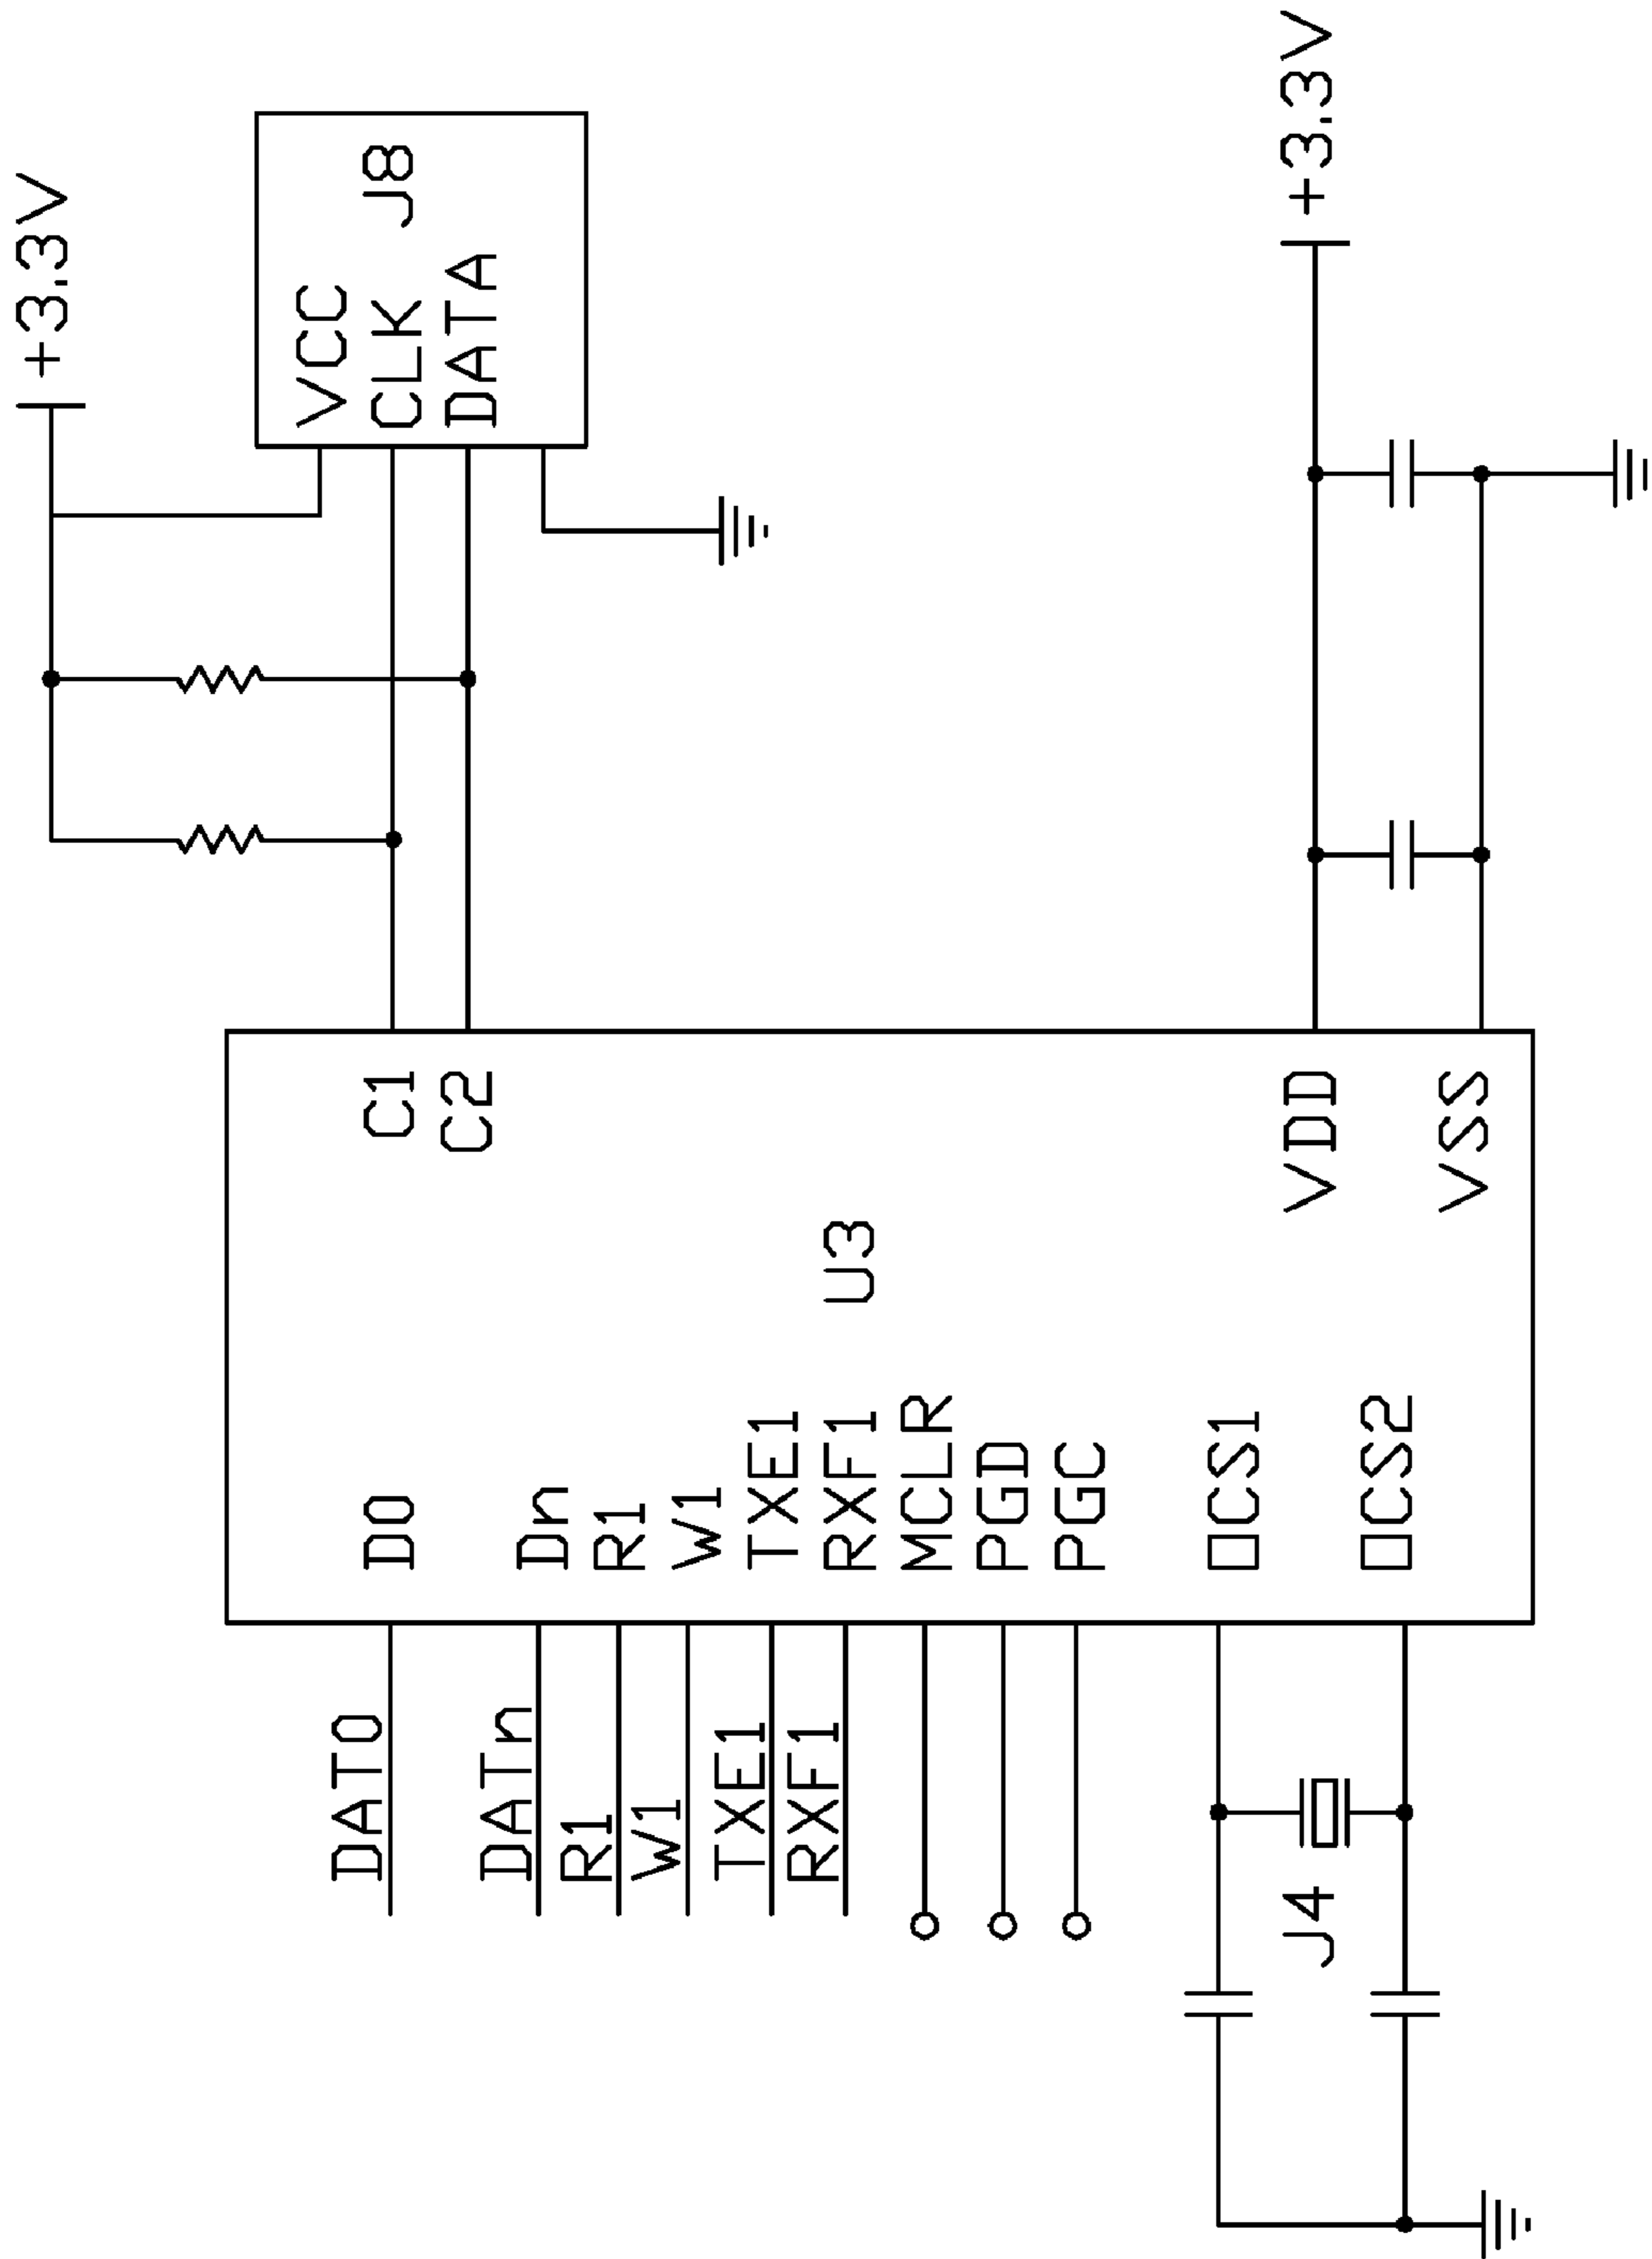 +3.3V
J8
VCC
CLK
DATA
+3.3V
C1
C2
VDD
VSS
U3
D0
Dn
R1
W1
TXE1
RXF1
MCLR
PGD
PGC
OCS1
OCS2
DAT0
DATn
R1
W1
TXE1
RXF1
J4